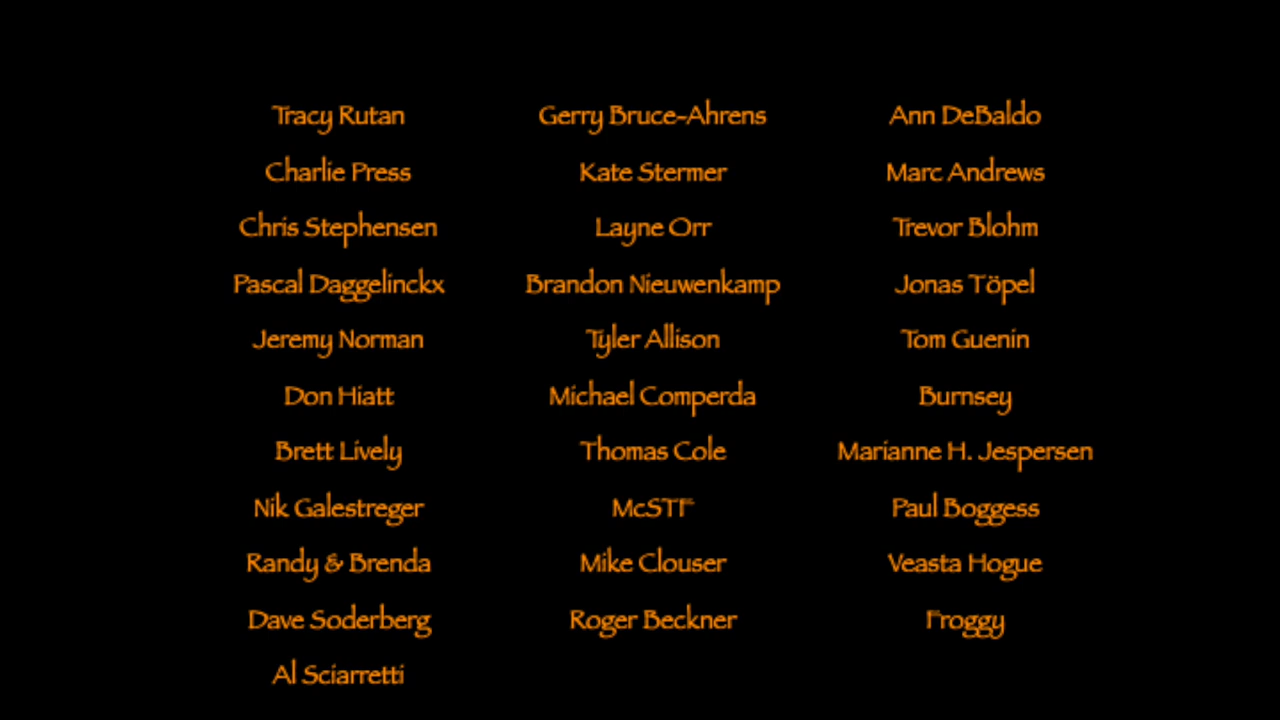 Tracy Rutan Gerry Bruce-Ahrens Ann DeBaldo
Charlie Press Kate Stermer Marc Andrews
Chris Stephensen Layne Orr Trevor Blohm
Pascal Daggelinckx Brandon Nieuwenkamp Jonas Töpel
Jeremy Norman Tyler Allison Tom Guenin
Don Hiatt Michael Comperda Burnsey
Brett Lively Thomas Cole Marianne H. Jespersen
Nik Galestreger McSTF Paul Boggess
Randy & Brenda Mike Clouser Veasta Hogue
Dave Soderberg Roger Beckner Froggy
Al Sciarretti